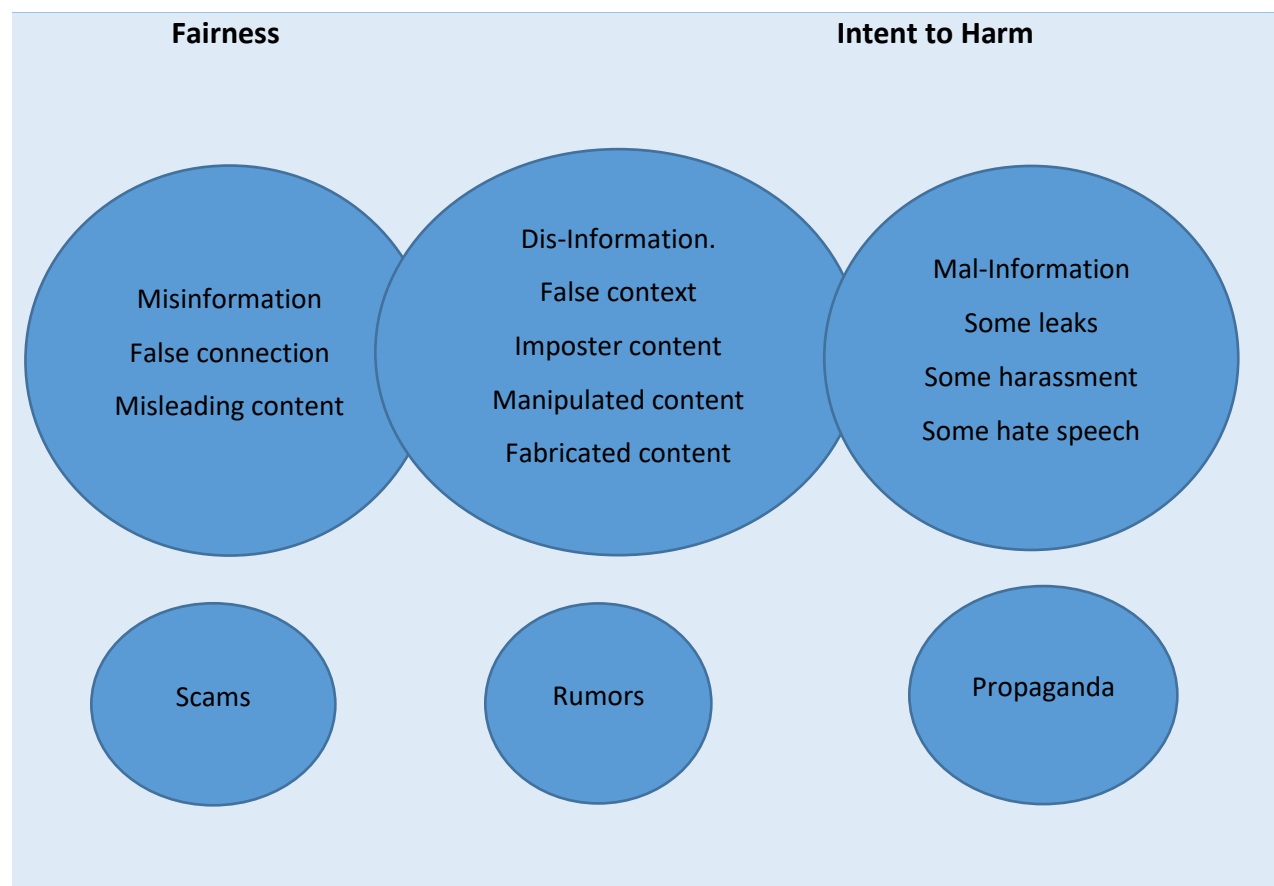 Fairness
Intent to Harm
Misinformation
False connection
Misleading content
Dis-Information.
False context
Imposter content
Manipulated content
Fabricated content
Mal-Information
Some leaks
Some harassment
Some hate speech
Scams
Rumors
Propaganda